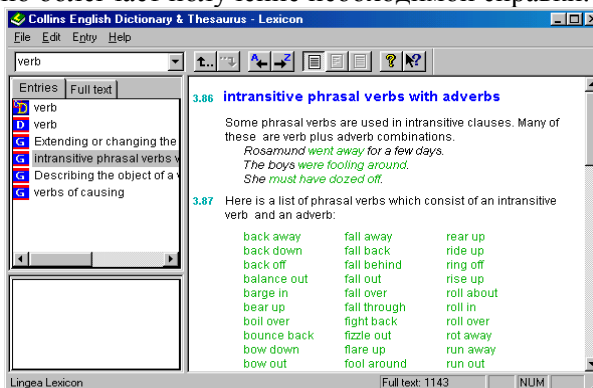 но облегчает получение необходимой справки.
Collins English Dictionary & Thesaurus - Lexicon
File Edit Entry Help
verb
Entries Full text
verb
verb
Extending or changing the
intransitive phrasal verbs v
Describing the object of a v
verbs of causing
3.86 intransitive phrasal verbs with adverbs
Some phrasal verbs are used in intransitive clauses. Many of
these are verb plus adverb combinations.
Rosamund went away for a few days.
The boys were fooling around.
She must have dozed off.
3.87 Here is a list of phrasal verbs which consist of an intransitive
verb and an adverb:
back away fall away rear up
back down fall back ride up
back off fall behind ring off
balance out fall out rise up
barge in fall over roll about
bear up fall through roll in
boil over fight back roll over
bounce back fizzle out rot away
bow down flare up run away
bow out fool around run out
Lingea Lexicon Full text: 1143 NUM